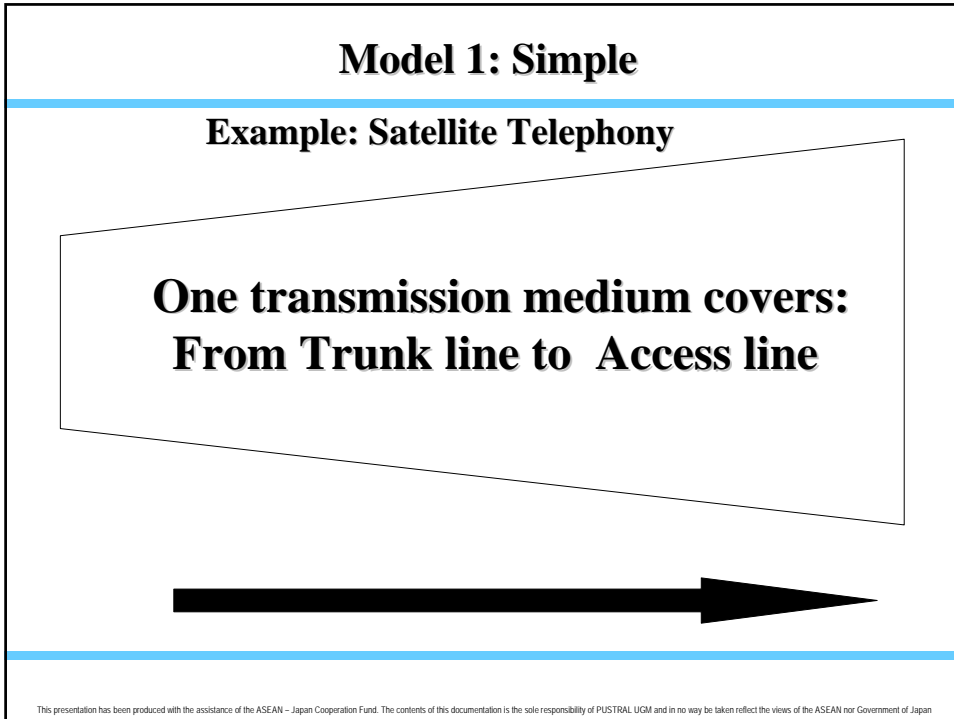 Model 1: Simple
Example: Satellite Telephony
One transmission medium covers:
From Trunk line to Access line
This presentation has been produced with the assistance of the ASEAN – Japan Cooperation Fund. The contents of this documentation is the sole responsibility of PUSTRAL UGM and in no way be taken reflect the views of the ASEAN nor Government of Japan